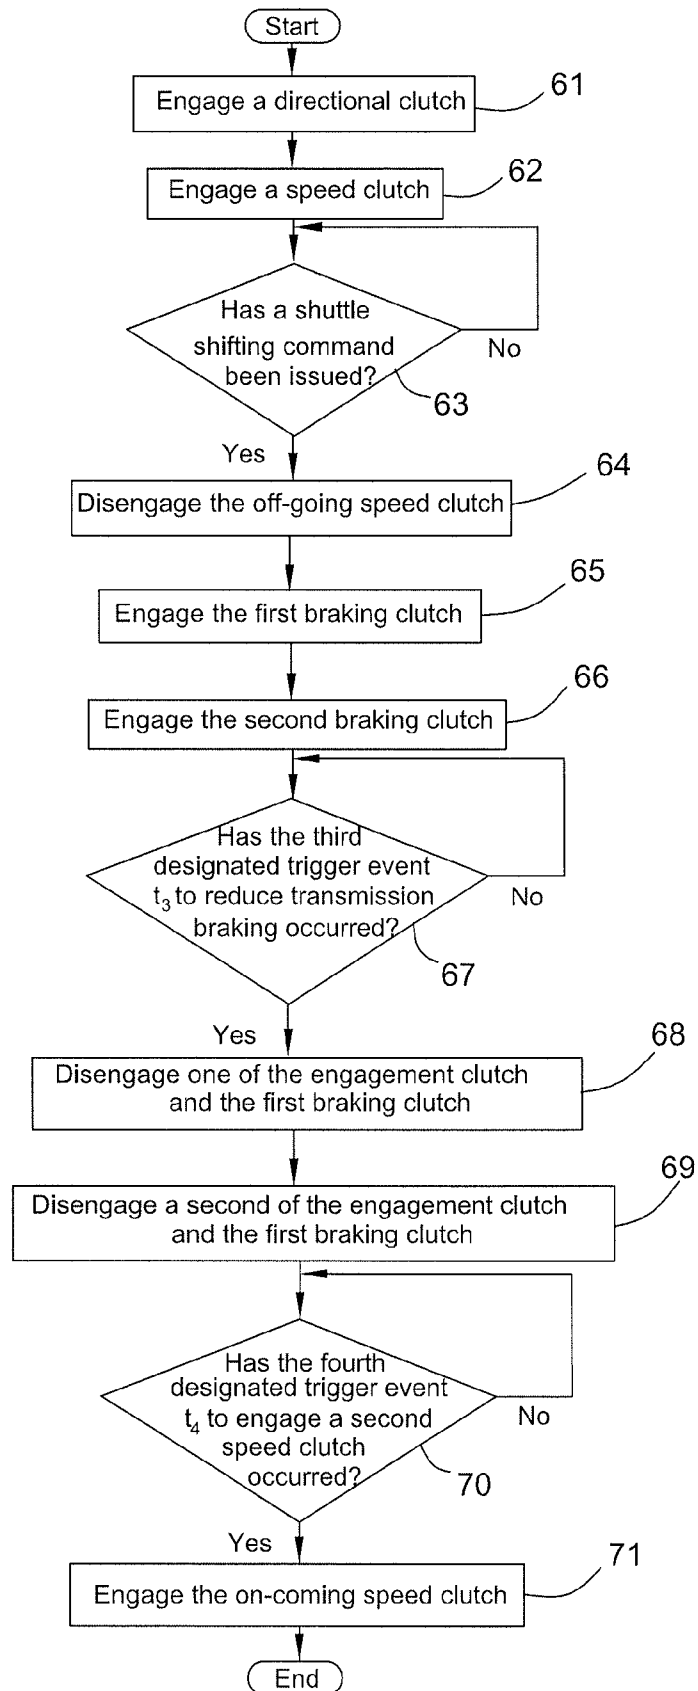 Start
Engage a directional clutch
61
Engage a speed clutch
62
Has a shuttle
shifting command
been issued?
No
63
Yes
64
Disengage the off-going speed clutch
65
Engage the first braking clutch
66
Engage the second braking clutch
Has the third
designated trigger event
t3 to reduce transmission
braking occurred?
No
67
Yes
68
Disengage one of the engagement clutch
and the first braking clutch
69
Disengage a second of the engagement clutch
and the first braking clutch
Has the fourth
designated trigger event
t4 to engage a second
speed clutch
occurred?
No
70
Yes
71
Engage the on-coming speed clutch
End